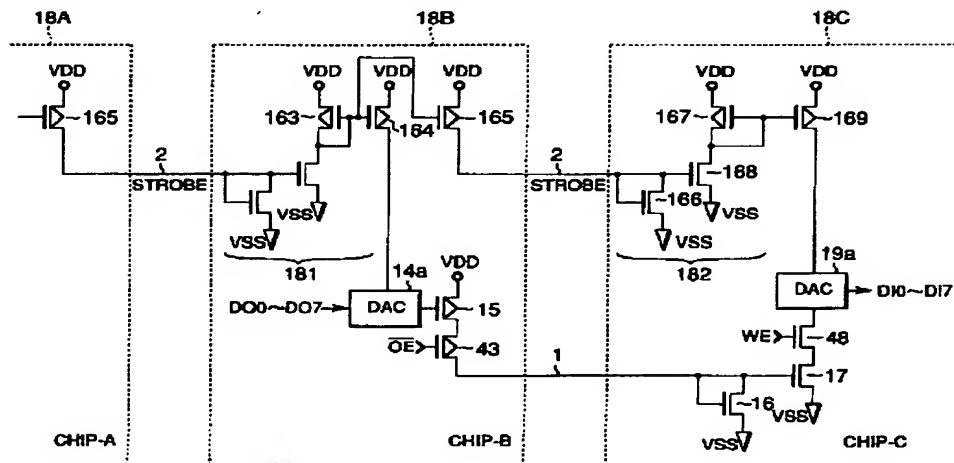 18A
18B
18C
VDD
VDD
VDD
VDD
VDD
VDD
165
163
164
165
167
169
2
STROBE
2
STROBE
VSS
VSS
188
166
VSS
VSS
181
182
14a
VDD
19a
DO0~DO7
DAC
15
DAC
DI0~DI7
OE
43
WE
48
1
17
16
VSS
VSS
CHIP-A
CHIP-B
CHIP-C